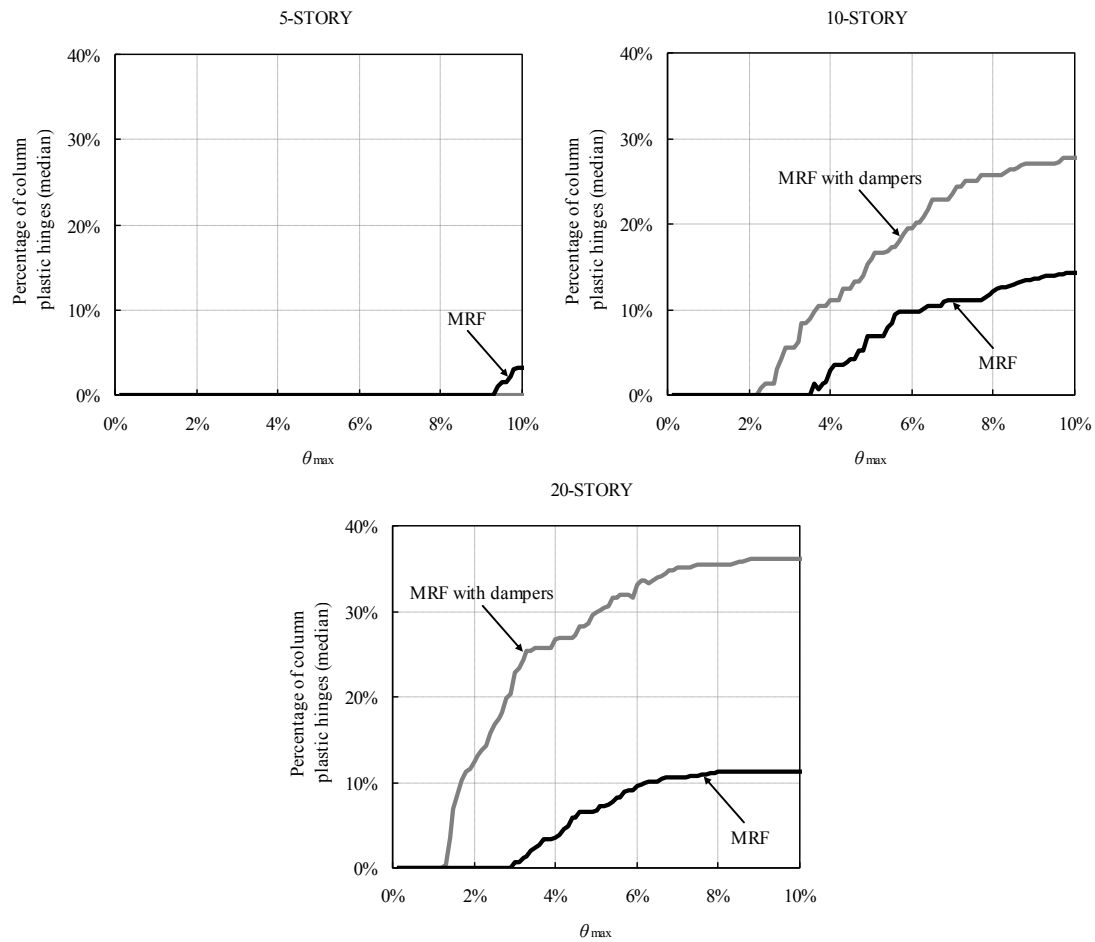 5-STORY
40%
30%
20%
10%
0%
Percentage of column
plastic hinges (median)
MRF
0% 2% 4% 6% 8% 10%
θmax
10-STORY
40%
30%
20%
10%
0%
Percentage of column
plastic hinges (median)
MRF with dampers
MRF
0% 2% 4% 6% 8% 10%
θmax
20-STORY
40%
30%
20%
10%
0%
Percentage of column
plastic hinges (median)
MRF with dampers
MRF
0% 2% 4% 6% 8% 10%
θmax